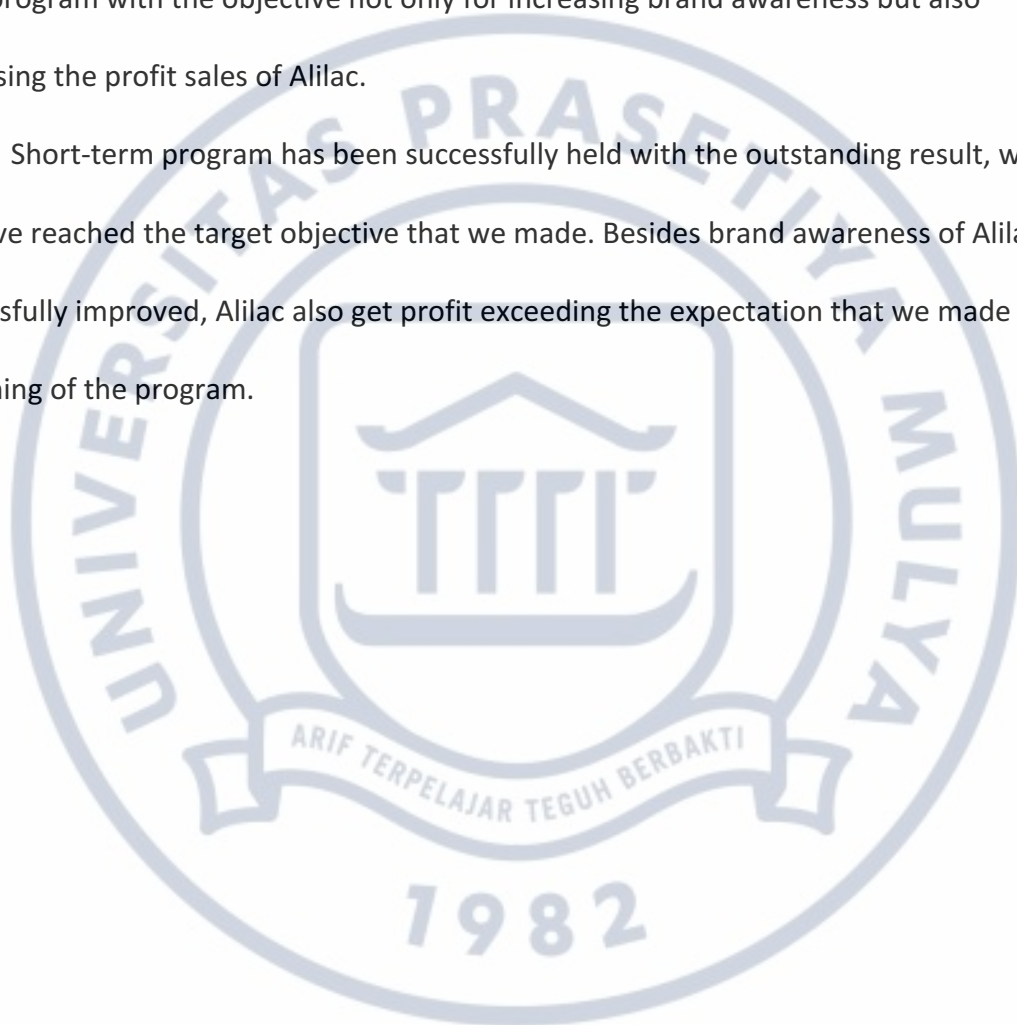 program with the objective not only for increasing brand awareness but also
sing the profit sales of Alilac.
Short-term program has been successfully held with the outstanding result, w
ve reached the target objective that we made. Besides brand awareness of Alila
sfully improved, Alilac also get profit exceeding the expectation that we made
ning of the program.
UNIVERSITAS PRASETIYA MULYA
ARIF TERPELAJAR TEGUH BERBAKTI
1982